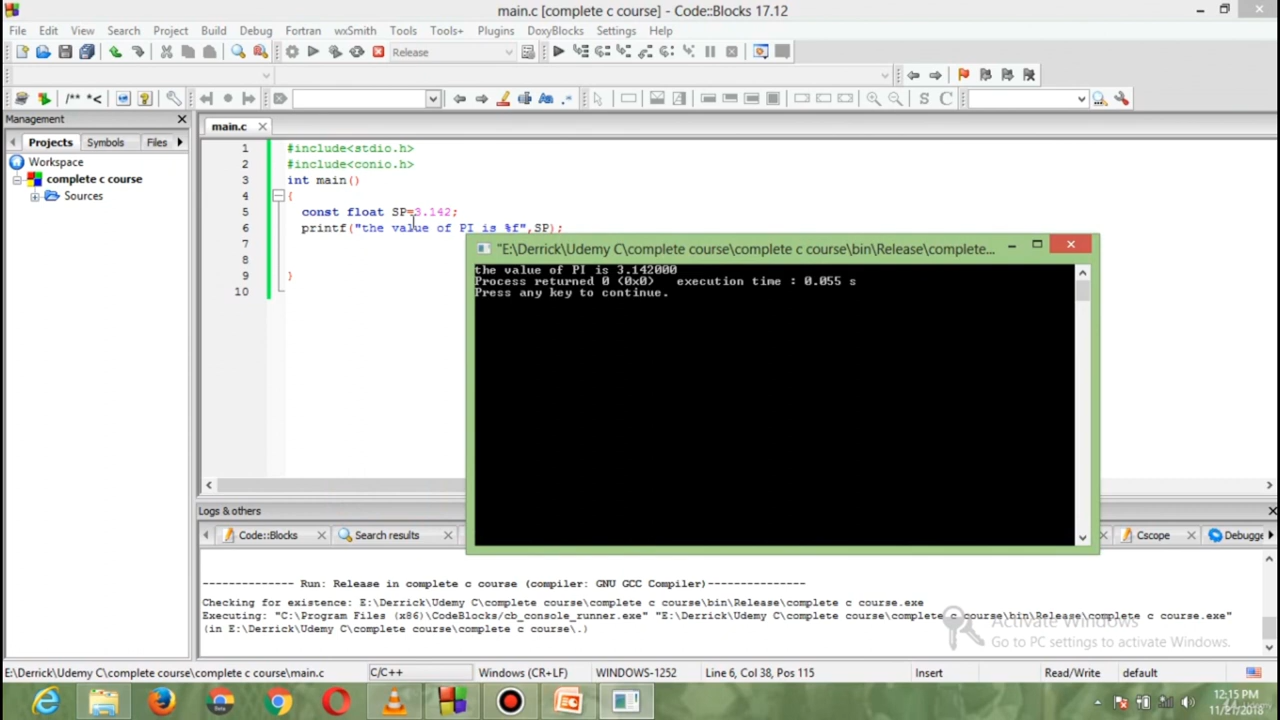 main.c [complete c course] - Code::Blocks 17.12
File Edit View Search Project Build Debug Fortran wxSmith Tools Tools+ Plugins DoxyBlocks Settings Help
Release
/** *<
S C
Management
main.c
Projects Symbols Files
Workspace
complete c course
Sources
1 #include<stdio.h>
2 #include<conio.h>
3 int main()
4 {
5 const float SP=3.142;
6 printf("the value of PI is %f",SP);
7
8
9 }
10
"E:\Derrick\Udemy C\complete course\complete c course\bin\Release\complete...
the value of PI is 3.142000
Process returned 0 (0x0) execution time : 0.055 s
Press any key to continue.
Logs & others
Code::Blocks Search results Cscope Debugge
-------------- Run: Release in complete c course (compiler: GNU GCC Compiler)---------------
Checking for existence: E:\Derrick\Udemy C\complete course\complete c course\bin\Release\complete c course.exe
Executing: "C:\Program Files (x86)\CodeBlocks/cb_console_runner.exe" "E:\Derrick\Udemy C\complete course\complete c course\bin\Release\complete c course.exe"
(in E:\Derrick\Udemy C\complete course\complete c course\.)
Activate Windows
Go to PC settings to activate Windows.
E:\Derrick\Udemy C\complete course\complete c course\main.c C/C++ Windows (CR+LF) WINDOWS-1252 Line 6, Col 38, Pos 115 Insert Read/Write default
12:15 PM
11/21/2018
Udemy